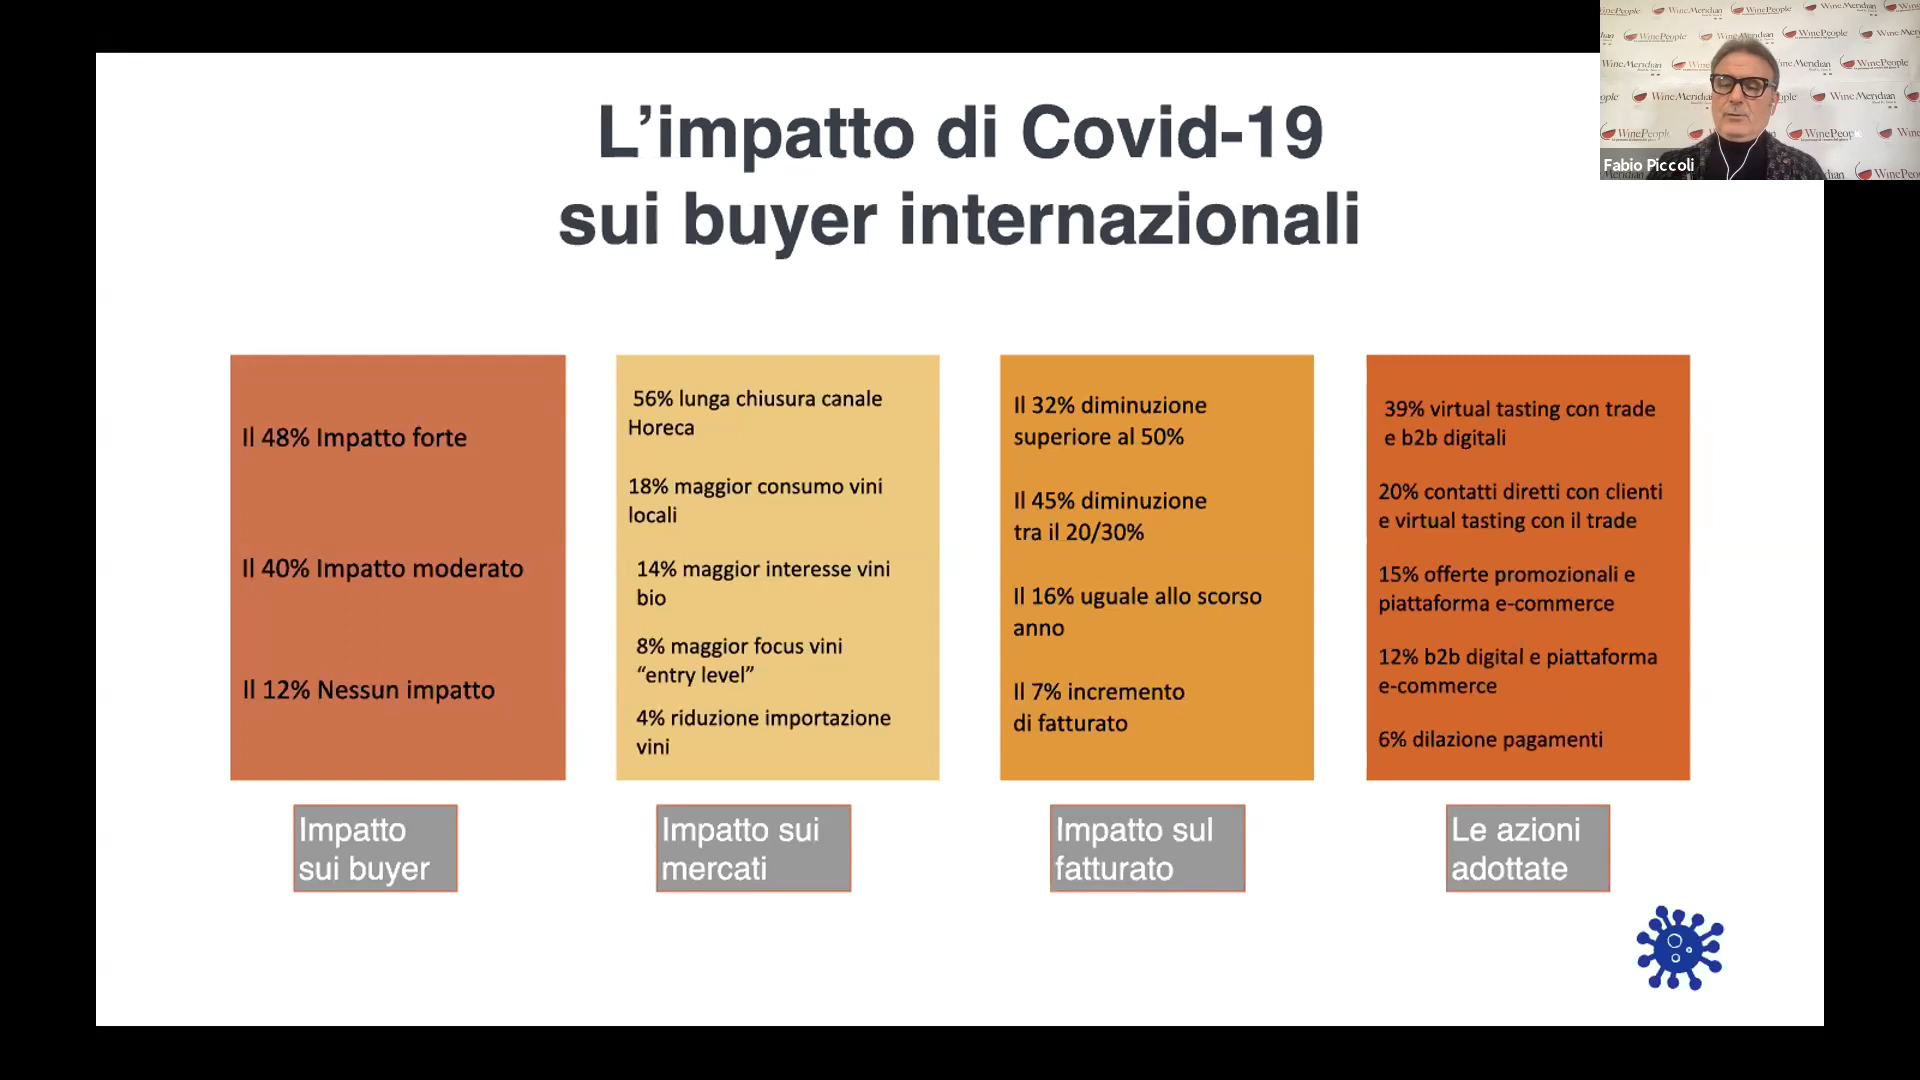 L’impatto di Covid-19
sui buyer internazionali
Il 48% Impatto forte
Il 40% Impatto moderato
Il 12% Nessun impatto
Impatto
sui buyer
56% lunga chiusura canale
Horeca
18% maggior consumo vini
locali
14% maggior interesse vini
bio
8% maggior focus vini
“entry level”
4% riduzione importazione
vini
Impatto sui
mercati
Il 32% diminuzione
superiore al 50%
Il 45% diminuzione
tra il 20/30%
Il 16% uguale allo scorso
anno
Il 7% incremento
di fatturato
Impatto sul
fatturato
39% virtual tasting con trade
e b2b digitali
20% contatti diretti con clienti
e virtual tasting con il trade
15% offerte promozionali e
piattaforma e-commerce
12% b2b digital e piattaforma
e-commerce
6% dilazione pagamenti
Le azioni
adottate
WinePeople
WineMeridian
Fabio Piccoli